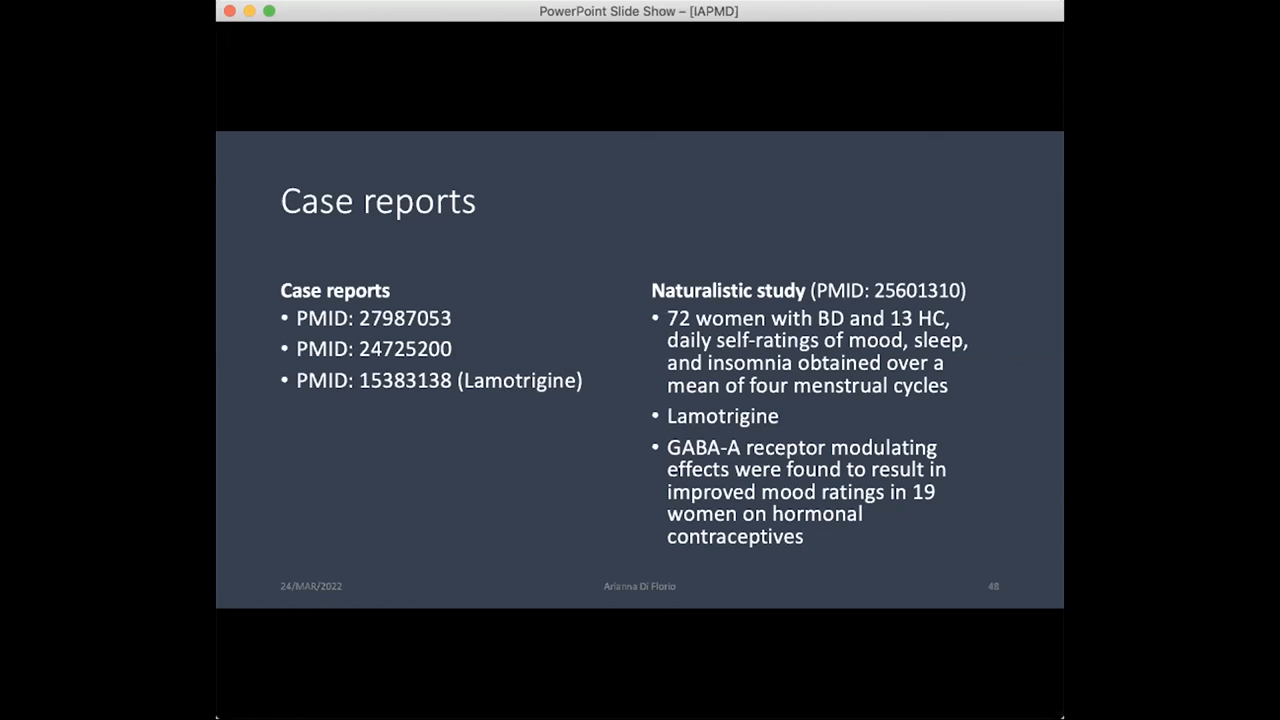 PowerPoint Slide Show – [IAPMD]
Case reports
Case reports
• PMID: 27987053
• PMID: 24725200
• PMID: 15383138 (Lamotrigine)
Naturalistic study (PMID: 25601310)
• 72 women with BD and 13 HC,
daily self-ratings of mood, sleep,
and insomnia obtained over a
mean of four menstrual cycles
• Lamotrigine
• GABA-A receptor modulating
effects were found to result in
improved mood ratings in 19
women on hormonal
contraceptives
24/MAR/2022
Arianna Di Florio
48